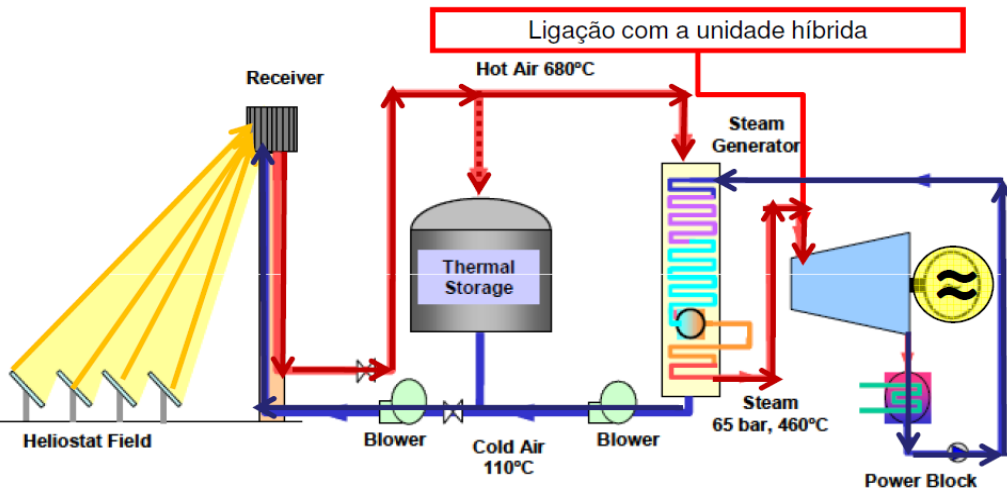 Ligação com a unidade híbrida
Hot Air 680ºC
Receiver
Steam
Generator
Thermal
Storage
Steam
65 bar, 460ºC
Blower
Blower
Cold Air
110ºC
Heliostat Field
Power Block